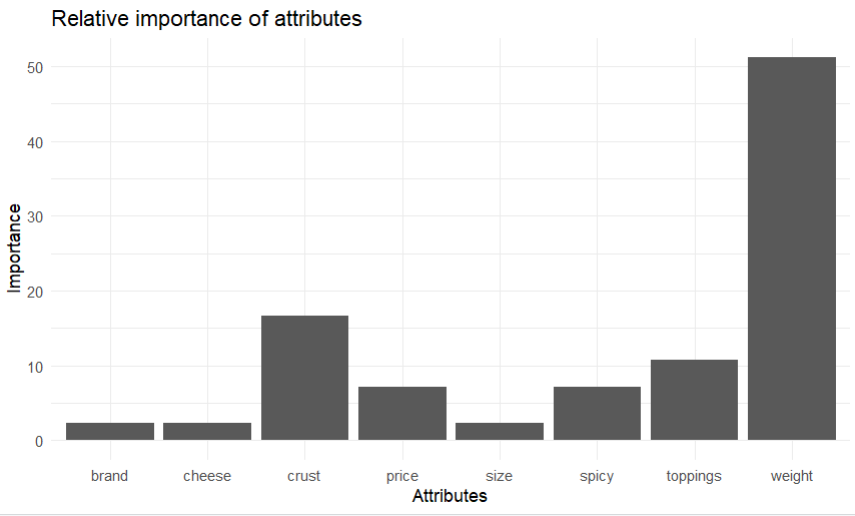 Relative importance of attributes
50
40
30
20
10
0
Importance
brand cheese crust price size spicy toppings weight
Attributes